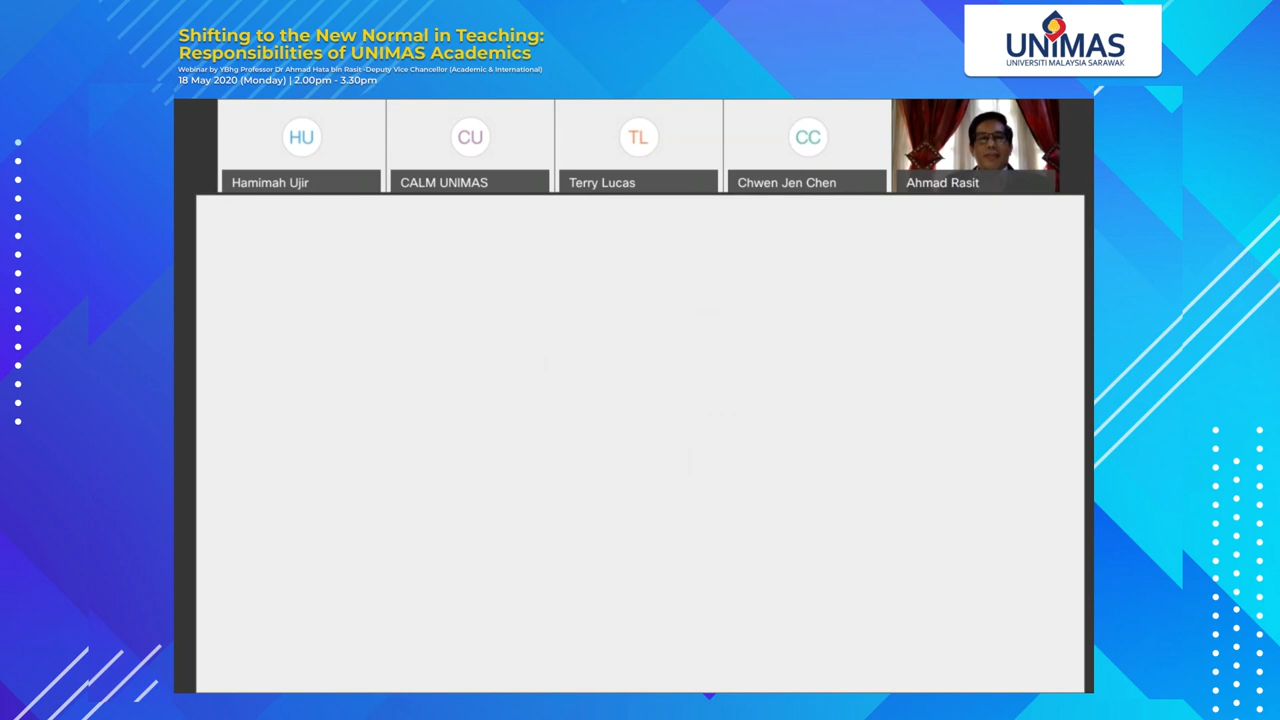 Shifting to the New Normal in Teaching:
Responsibilities of UNIMAS Academics
Webinar by YBhg Professor Dr Ahmad Hata bin Rasit-Deputy Vice Chancellor (Academic & International)
18 May 2020 (Monday) | 2.00pm - 3.30pm
UNIMAS
UNIVERSITI MALAYSIA SARAWAK
HU
CU
TL
CC
Hamimah Ujir
CALM UNIMAS
Terry Lucas
Chwen Jen Chen
Ahmad Rasit